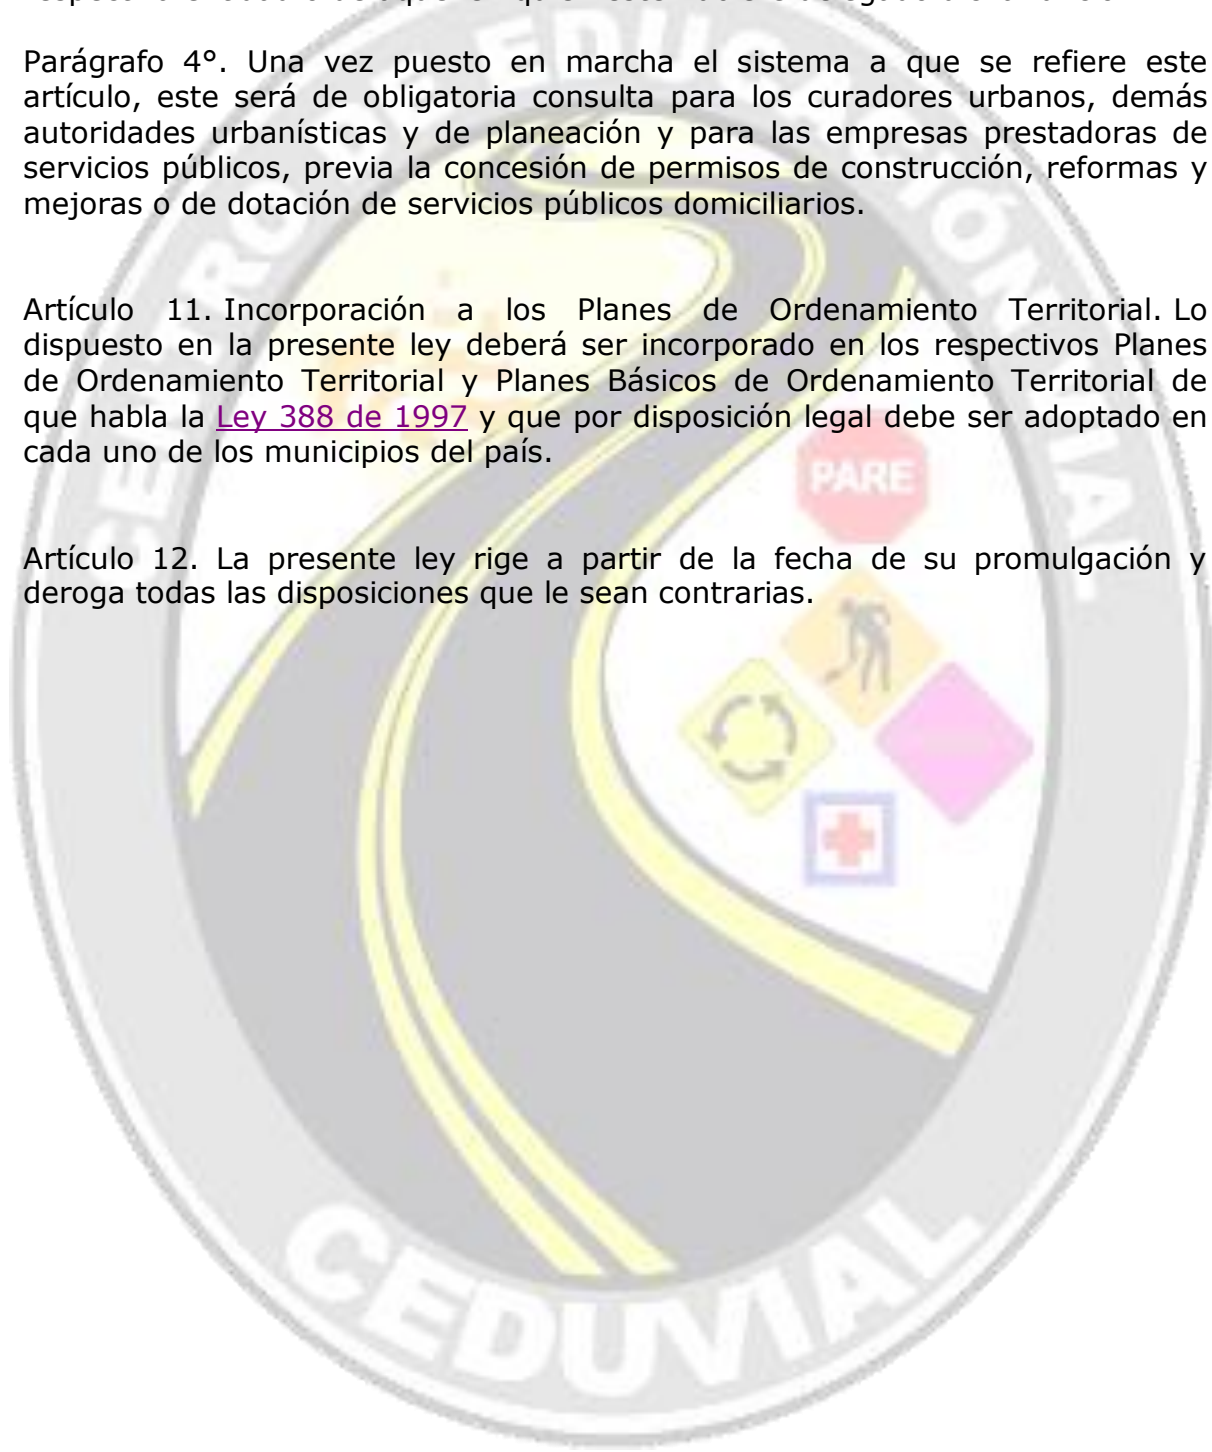 Parágrafo 4°. Una vez puesto en marcha el sistema a que se refiere este
artículo, este será de obligatoria consulta para los curadores urbanos, demás
autoridades urbanísticas y de planeación y para las empresas prestadoras de
servicios públicos, previa la concesión de permisos de construcción, reformas y
mejoras o de dotación de servicios públicos domiciliarios.
Artículo 11. Incorporación a los Planes de Ordenamiento Territorial. Lo
dispuesto en la presente ley deberá ser incorporado en los respectivos Planes
de Ordenamiento Territorial y Planes Básicos de Ordenamiento Territorial de
que habla la Ley 388 de 1997 y que por disposición legal debe ser adoptado en
cada uno de los municipios del país.
Artículo 12. La presente ley rige a partir de la fecha de su promulgación y
deroga todas las disposiciones que le sean contrarias.
CENTRO DE EDUCACIÓN VIAL
PARE
CEDUVIAL